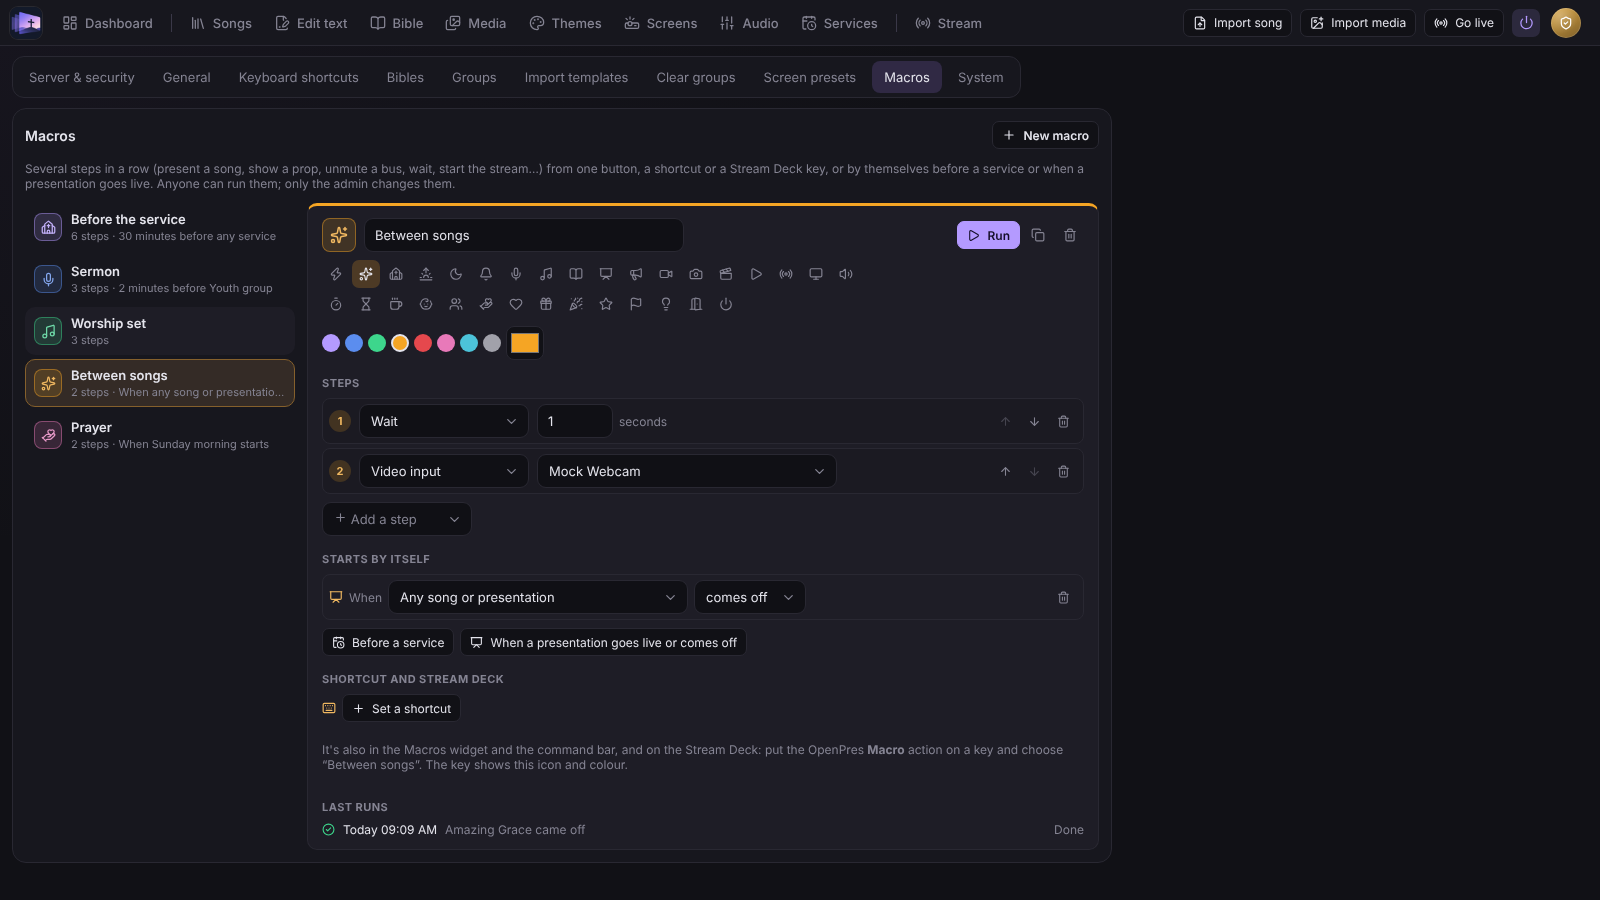 Dashboard
Songs
Edit text
Bible
Media
Themes
Screens
Audio
Services
Stream
Import song
Import media
Go live
Server & security
General
Keyboard shortcuts
Bibles
Groups
Import templates
Clear groups
Screen presets
Macros
System
Macros
New macro
Several steps in a row (present a song, show a prop, unmute a bus, wait, start the stream...) from one button, a shortcut or a Stream Deck key, or by themselves before a service or when a
presentation goes live. Anyone can run them; only the admin changes them.
Before the service
6 steps · 30 minutes before any service
Sermon
3 steps · 2 minutes before Youth group
Worship set
3 steps
Between songs
2 steps · When any song or presentatio...
Prayer
2 steps · When Sunday morning starts
Between songs
Run
STEPS
1 Wait 1 seconds
2 Video input Mock Webcam
+ Add a step
STARTS BY ITSELF
When Any song or presentation comes off
Before a service
When a presentation goes live or comes off
SHORTCUT AND STREAM DECK
+ Set a shortcut
It's also in the Macros widget and the command bar, and on the Stream Deck: put the OpenPres Macro action on a key and choose
“Between songs”. The key shows this icon and colour.
LAST RUNS
Today 09:09 AM Amazing Grace came off Done